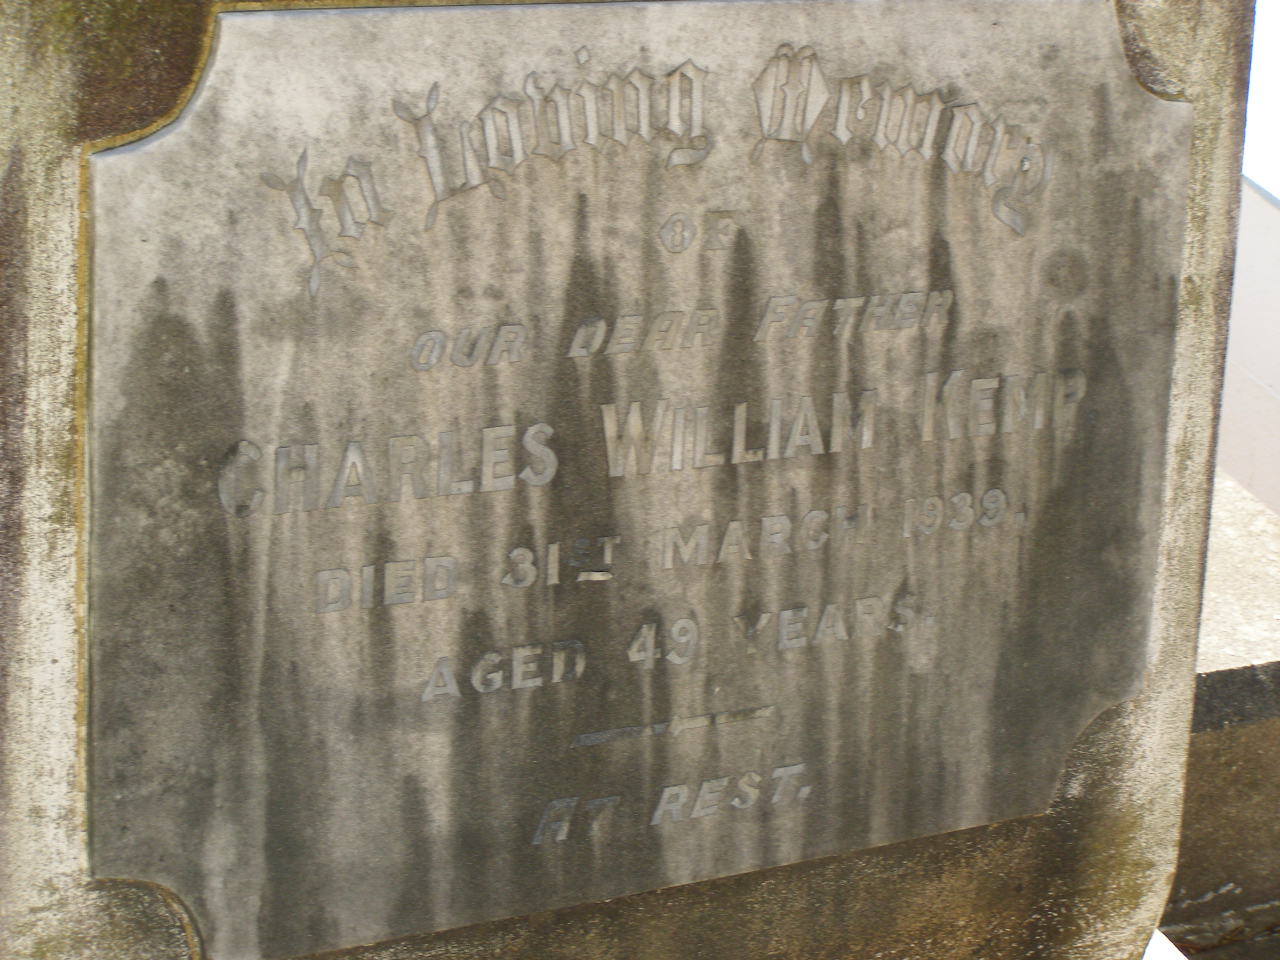 In Loving Memory
OF
OUR DEAR FATHER
CHARLES WILLIAM KEMP
DIED 31ST MARCH 1939.
AGED 49 YEARS.
AT REST.